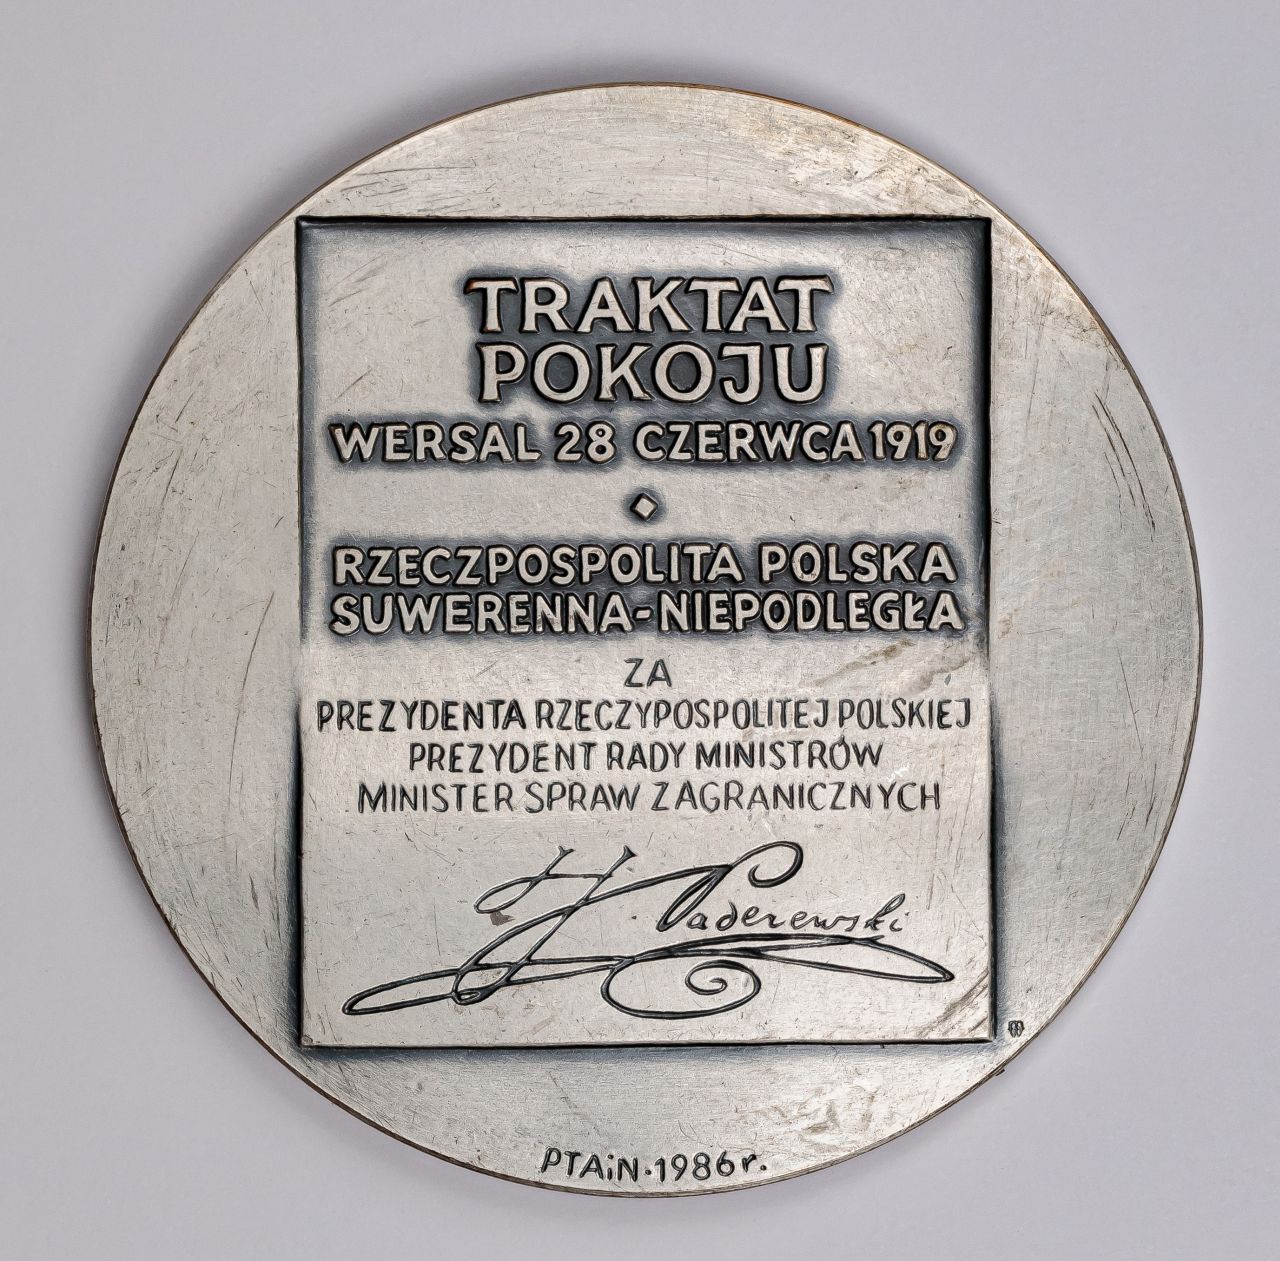 TRAKTAT
POKOJU
WERSAL 28 CZERWCA 1919
RZECZPOSPOLITA POLSKA
SUWERENNA-NIEPODLEGŁA
ZA
PREZYDENTA RZECZYPOSPOLITEJ POLSKIEJ
PREZYDENT RADY MINISTRÓW
MINISTER SPRAW ZAGRANICZNYCH
Paderewski
PTAiN·1986r.